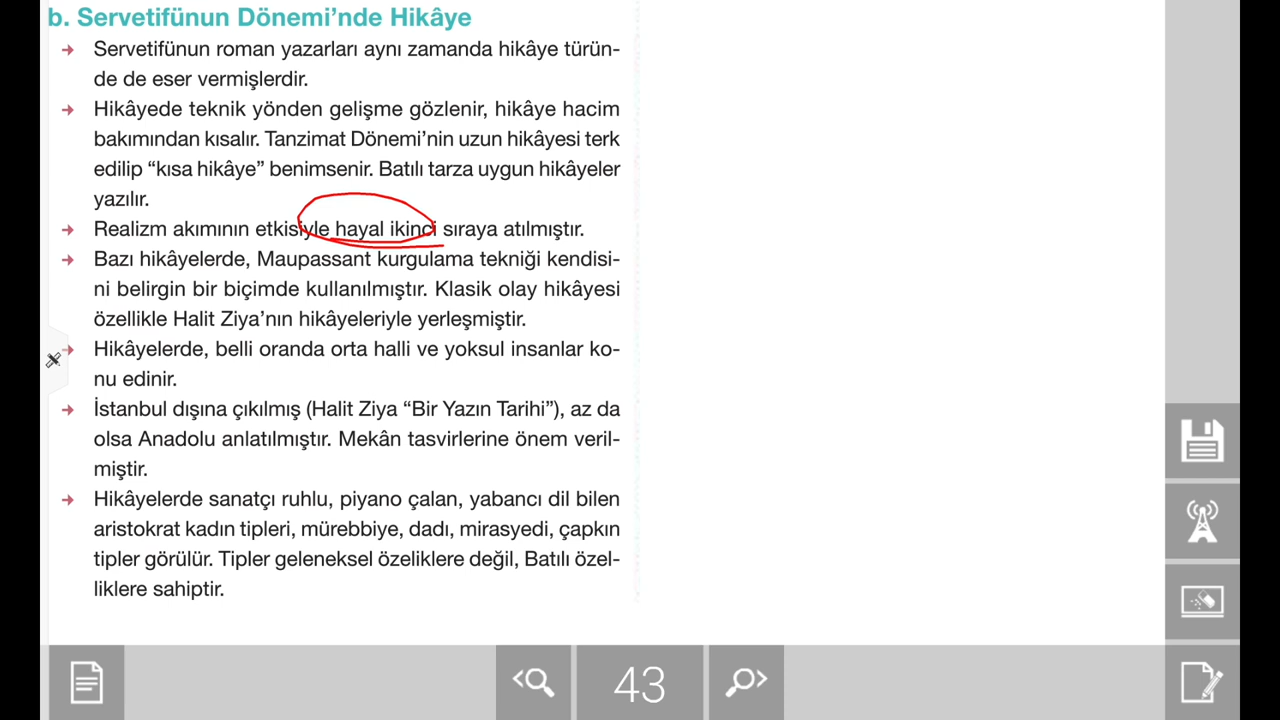 b. Servetifünun Dönemi’nde Hikâye
→ Servetifünun roman yazarları aynı zamanda hikâye türün-
de de eser vermişlerdir.
→ Hikâyede teknik yönden gelişme gözlenir, hikâye hacim
bakımından kısalır. Tanzimat Dönemi’nin uzun hikâyesi terk
edilip “kısa hikâye” benimsenir. Batılı tarza uygun hikâyeler
yazılır.
→ Realizm akımının etkisiyle hayal ikinci sıraya atılmıştır.
→ Bazı hikâyelerde, Maupassant kurgulama tekniği kendisi-
ni belirgin bir biçimde kullanılmıştır. Klasik olay hikâyesi
özellikle Halit Ziya’nın hikâyeleriyle yerleşmiştir.
→ Hikâyelerde, belli oranda orta halli ve yoksul insanlar ko-
nu edinir.
→ İstanbul dışına çıkılmış (Halit Ziya “Bir Yazın Tarihi”), az da
olsa Anadolu anlatılmıştır. Mekân tasvirlerine önem veril-
miştir.
→ Hikâyelerde sanatçı ruhlu, piyano çalan, yabancı dil bilen
aristokrat kadın tipleri, mürebbiye, dadı, mirasyedi, çapkın
tipler görülür. Tipler geleneksel özeliklere değil, Batılı özel-
liklere sahiptir.
43